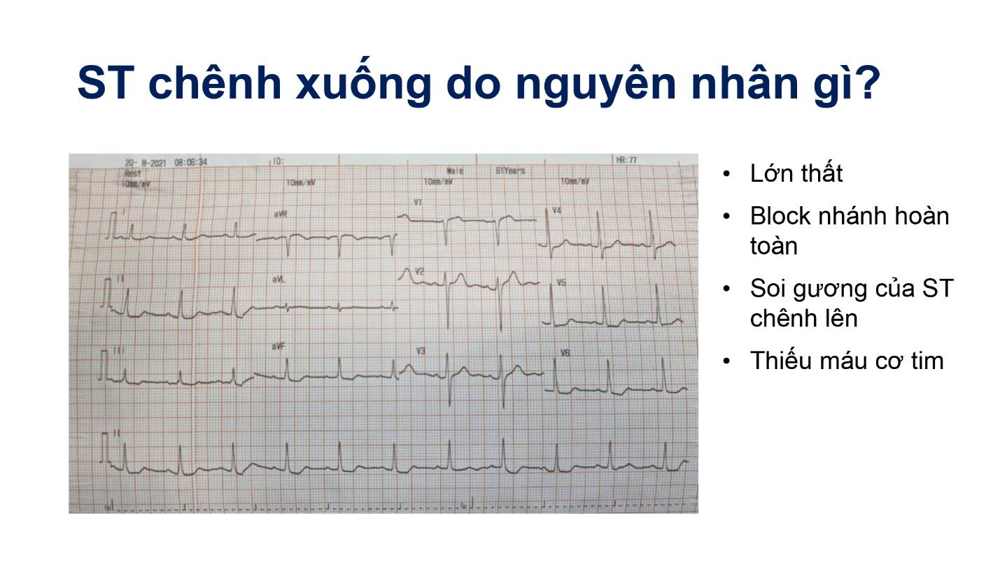 ST chênh xuống do nguyên nhân gì?
20- 8-2021 08:06:34 ID: HR:77
Rest Male 61Years
10mm/mV 10mm/mV 10mm/mV 10mm/mV
I aVR V1 V4
II aVL V2 V5
III aVF V3 V6
II
• Lớn thất
• Block nhánh hoàn
toàn
• Soi gương của ST
chênh lên
• Thiếu máu cơ tim